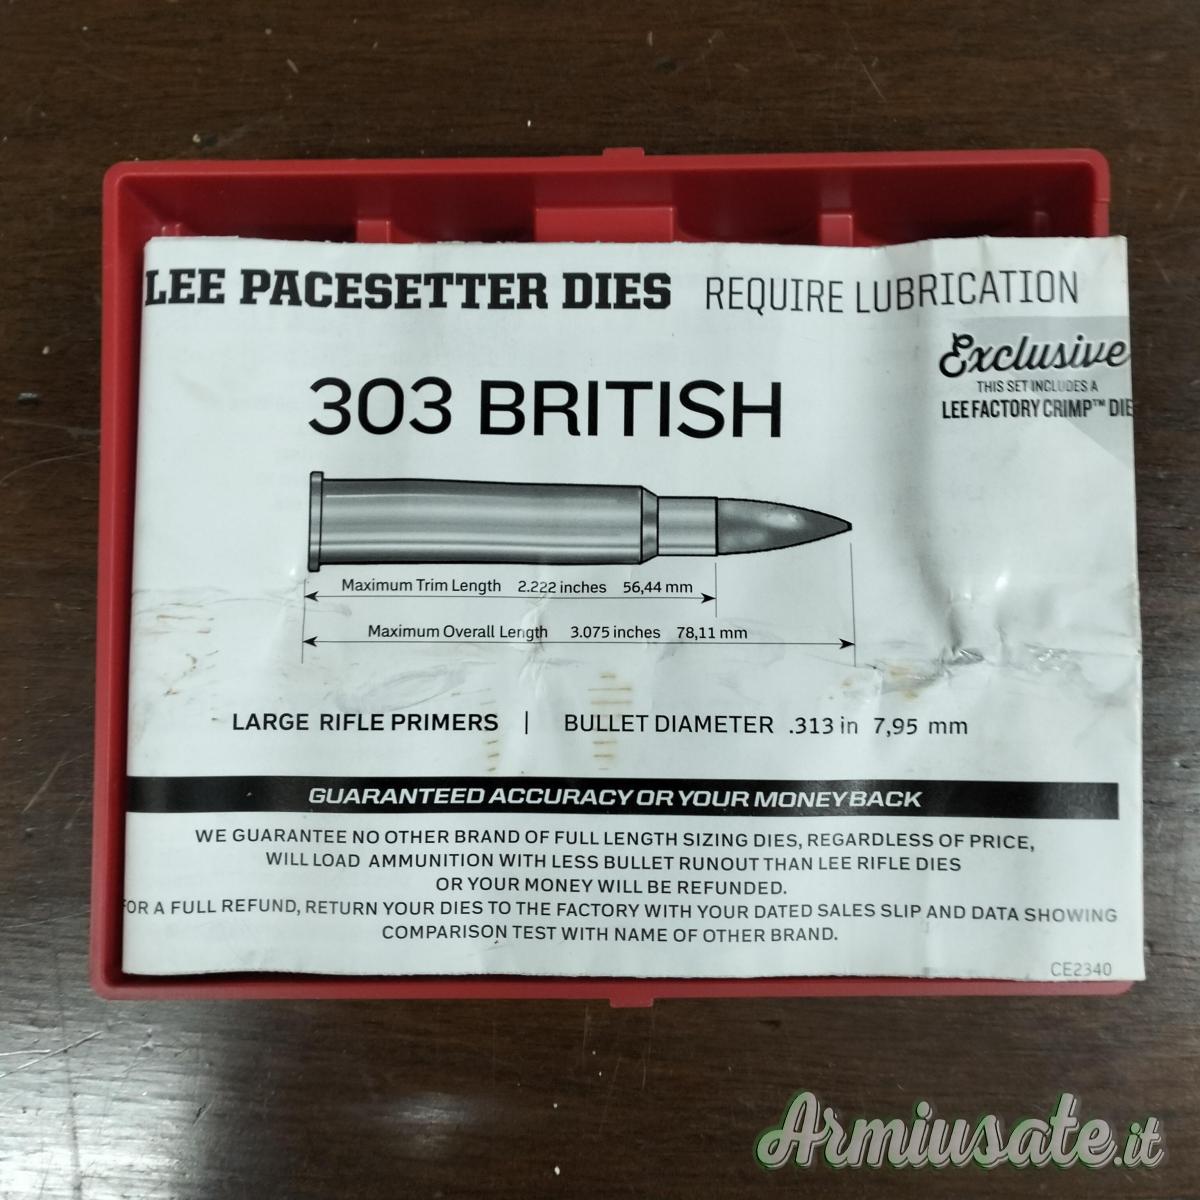 LEE PACESETTER DIES REQUIRE LUBRICATION
Exclusive
THIS SET INCLUDES A
LEE FACTORY CRIMP™ DIE
303 BRITISH
Maximum Trim Length 2.222 inches 56,44 mm
Maximum Overall Length 3.075 inches 78,11 mm
LARGE RIFLE PRIMERS | BULLET DIAMETER .313 in 7,95 mm
GUARANTEED ACCURACY OR YOUR MONEY BACK
WE GUARANTEE NO OTHER BRAND OF FULL LENGTH SIZING DIES, REGARDLESS OF PRICE,
WILL LOAD AMMUNITION WITH LESS BULLET RUNOUT THAN LEE RIFLE DIES
OR YOUR MONEY WILL BE REFUNDED.
FOR A FULL REFUND, RETURN YOUR DIES TO THE FACTORY WITH YOUR DATED SALES SLIP AND DATA SHOWING
COMPARISON TEST WITH NAME OF OTHER BRAND.
CE2340
Armiusate.it